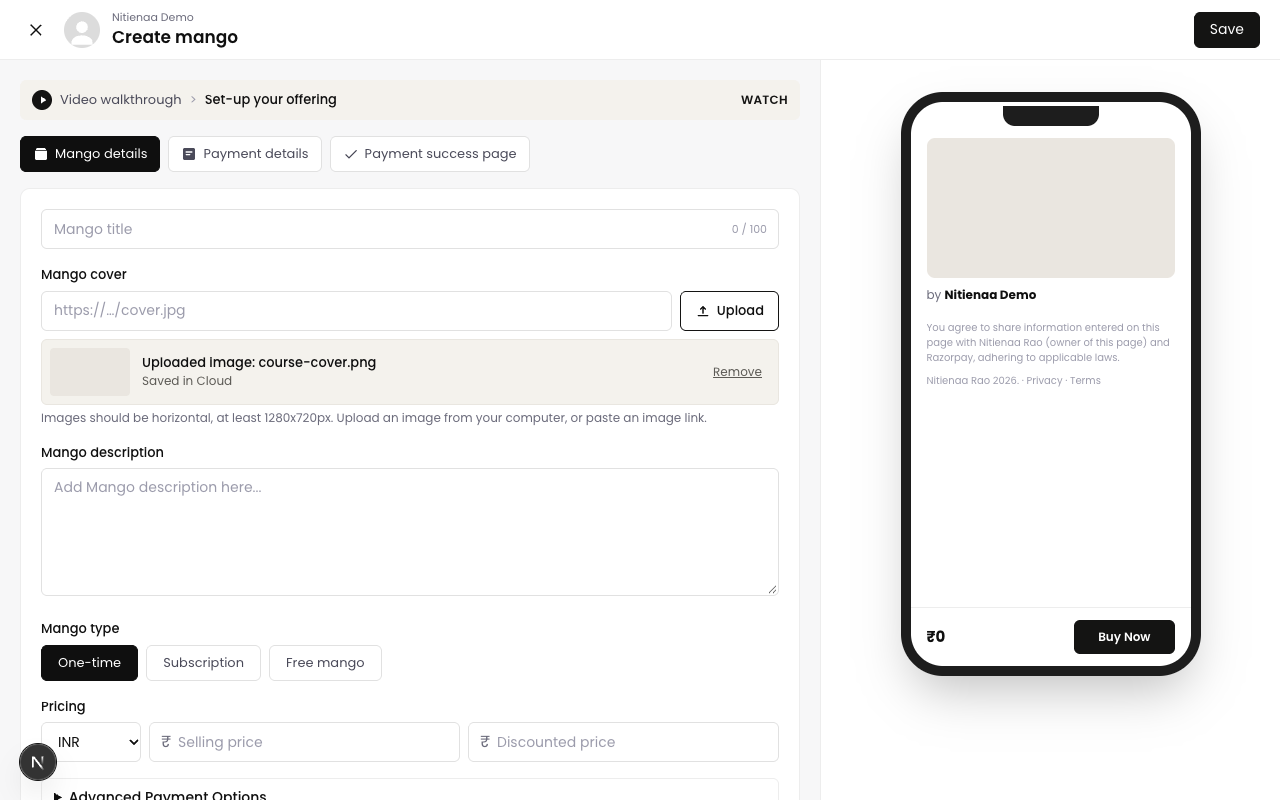 Nitienaa Demo
Create mango
Save
Video walkthrough › Set-up your offering
WATCH
Mango details
Payment details
Payment success page
Mango title
0 / 100
Mango cover
https://.../cover.jpg
Upload
Uploaded image: course-cover.png
Saved in Cloud
Remove
Images should be horizontal, at least 1280x720px. Upload an image from your computer, or paste an image link.
Mango description
Add Mango description here...
Mango type
One-time
Subscription
Free mango
Pricing
INR
₹ Selling price
₹ Discounted price
N
Advanced Payment Options
by Nitienaa Demo
You agree to share information entered on this
page with Nitienaa Rao (owner of this page) and
Razorpay, adhering to applicable laws.
Nitienaa Rao 2026. · Privacy · Terms
₹0
Buy Now